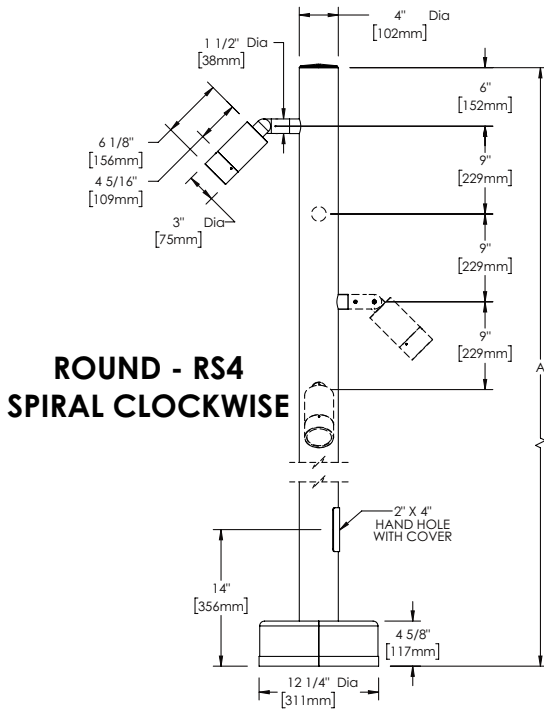 4" Dia
[102mm]
1 1/2" Dia
[38mm]
6"
[152mm]
6 1/8"
[156mm]
4 5/16"
[109mm]
3" Dia
[75mm]
9"
[229mm]
9"
[229mm]
9"
[229mm]
A
ROUND - RS4
SPIRAL CLOCKWISE
2" X 4"
HAND HOLE
WITH COVER
14"
[356mm]
4 5/8"
[117mm]
12 1/4" Dia
[311mm]